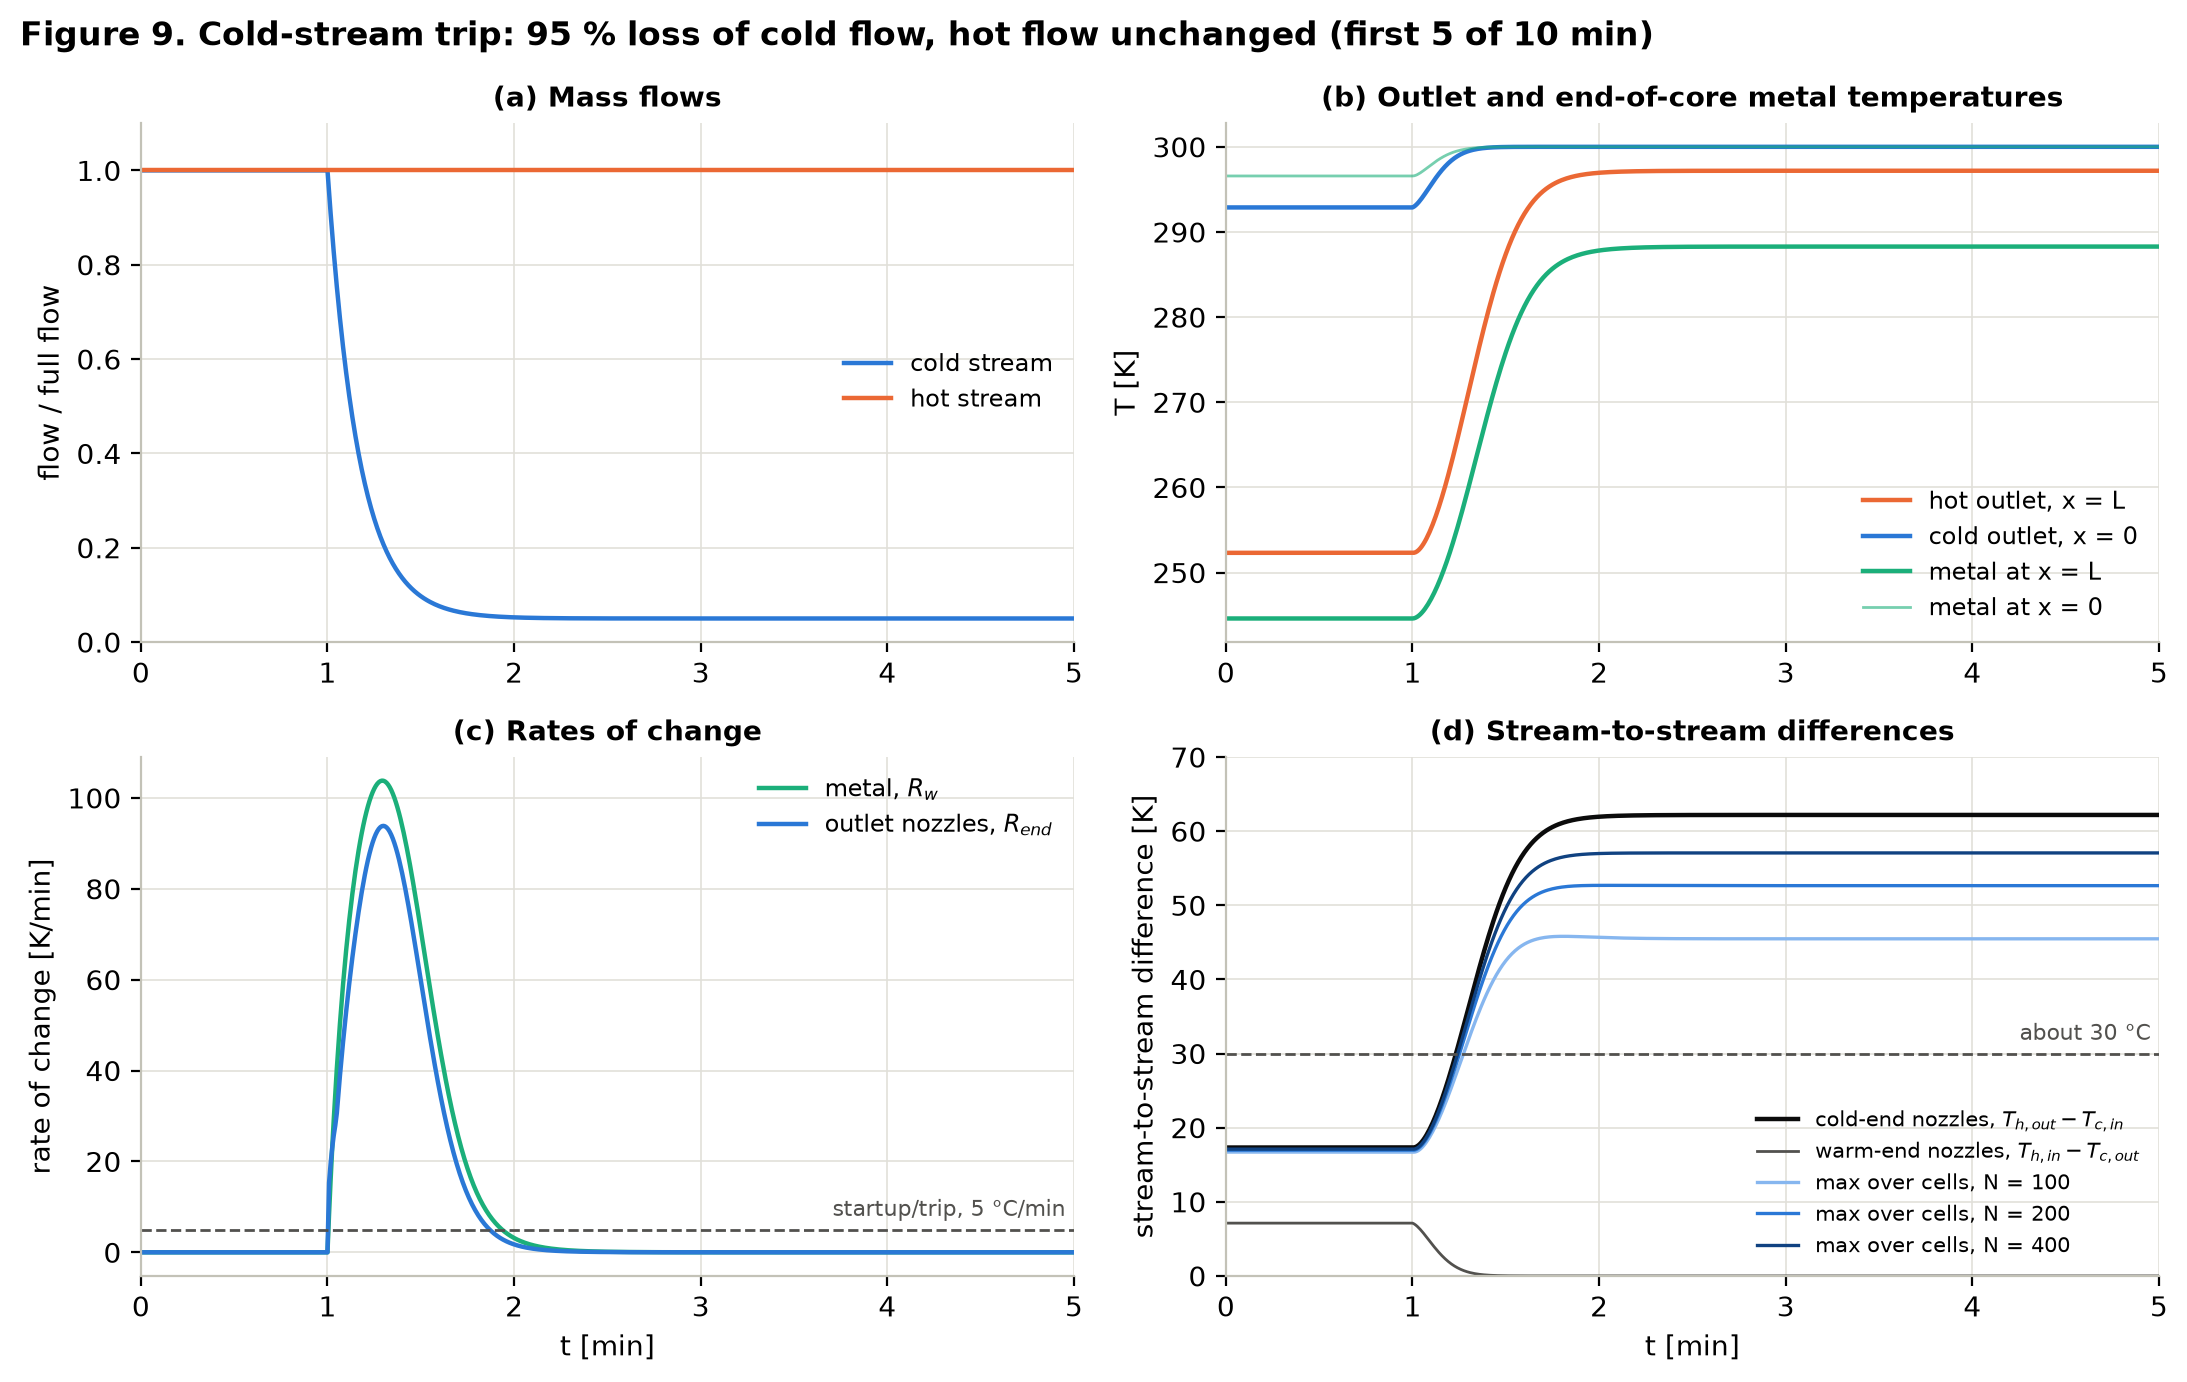 Figure 9. Cold-stream trip: 95 % loss of cold flow, hot flow unchanged (first 5 of 10 min)
(a) Mass flows
flow / full flow
1.0
0.8
0.6
0.4
0.2
0.0
0 1 2 3 4 5
cold stream
hot stream
(b) Outlet and end-of-core metal temperatures
T [K]
300
290
280
270
260
250
0 1 2 3 4 5
hot outlet, x = L
cold outlet, x = 0
metal at x = L
metal at x = 0
(c) Rates of change
rate of change [K/min]
100
80
60
40
20
0
0 1 2 3 4 5
t [min]
metal, R_w
outlet nozzles, R_end
startup/trip, 5 °C/min
(d) Stream-to-stream differences
stream-to-stream difference [K]
70
60
50
40
30
20
10
0
0 1 2 3 4 5
t [min]
about 30 °C
cold-end nozzles, T_h,out − T_c,in
warm-end nozzles, T_h,in − T_c,out
max over cells, N = 100
max over cells, N = 200
max over cells, N = 400